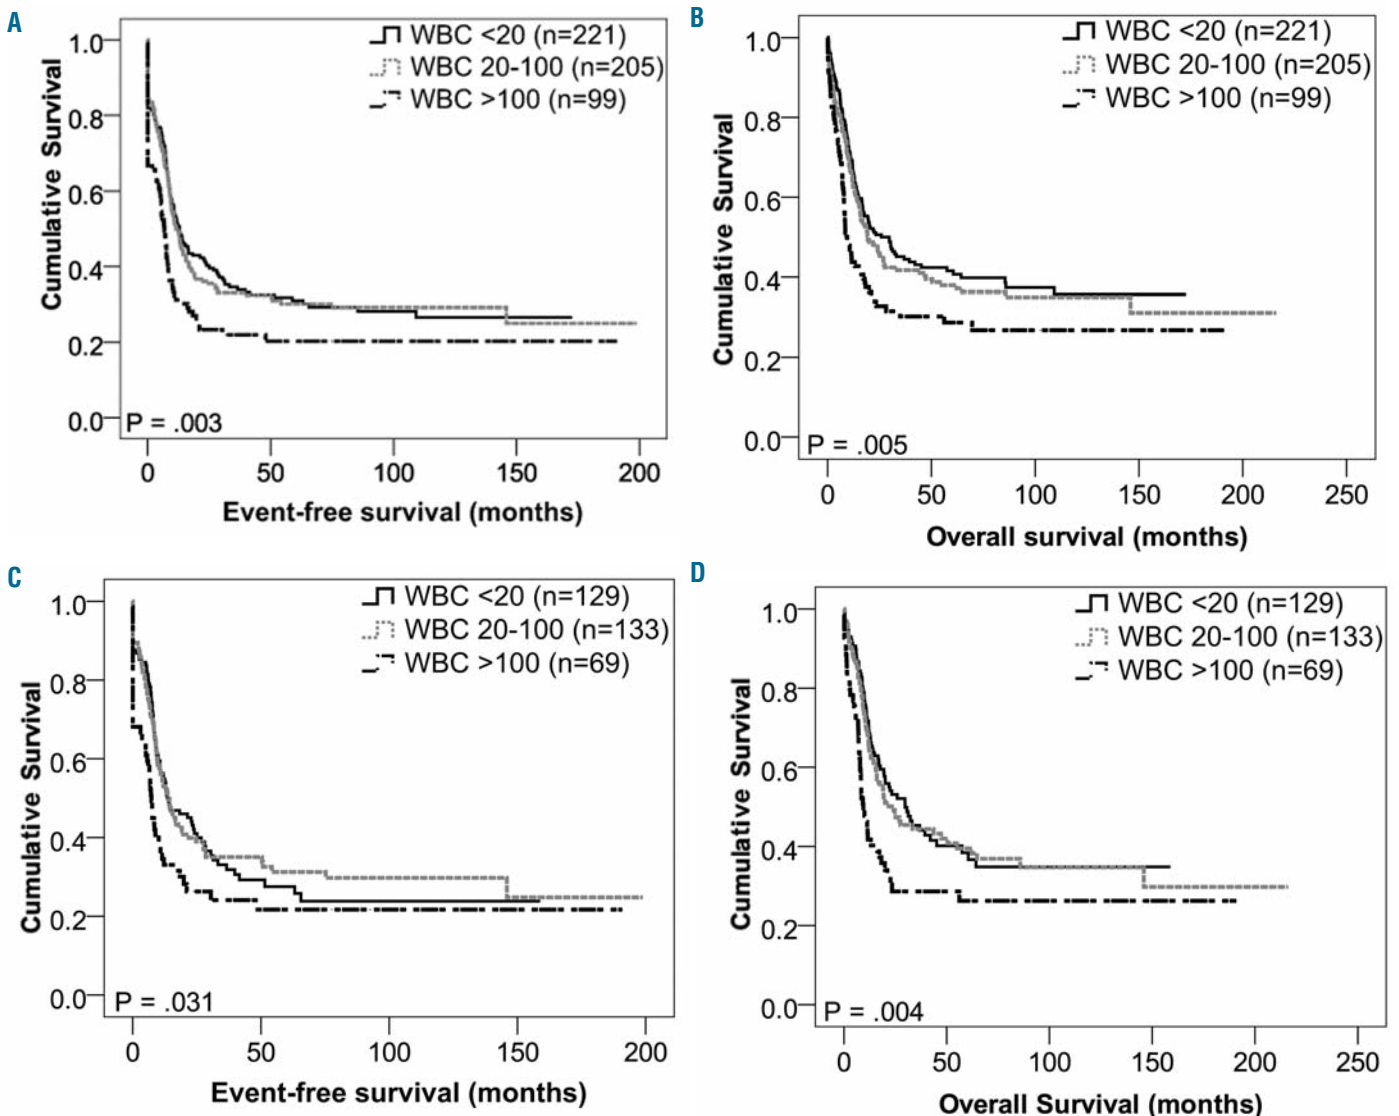 A
WBC <20 (n=221)
WBC 20-100 (n=205)
WBC >100 (n=99)
Cumulative Survival
1.0
0.8
0.6
0.4
0.2
0.0
P = .003
0 50 100 150 200
Event-free survival (months)
B
WBC <20 (n=221)
WBC 20-100 (n=205)
WBC >100 (n=99)
Cumulative Survival
1.0
0.8
0.6
0.4
0.2
0.0
P = .005
0 50 100 150 200 250
Overall survival (months)
C
WBC <20 (n=129)
WBC 20-100 (n=133)
WBC >100 (n=69)
Cumulative Survival
1.0
0.8
0.6
0.4
0.2
0.0
P = .031
0 50 100 150 200
Event-free survival (months)
D
WBC <20 (n=129)
WBC 20-100 (n=133)
WBC >100 (n=69)
Cumulative Survival
1.0
0.8
0.6
0.4
0.2
0.0
P = .004
0 50 100 150 200 250
Overall Survival (months)